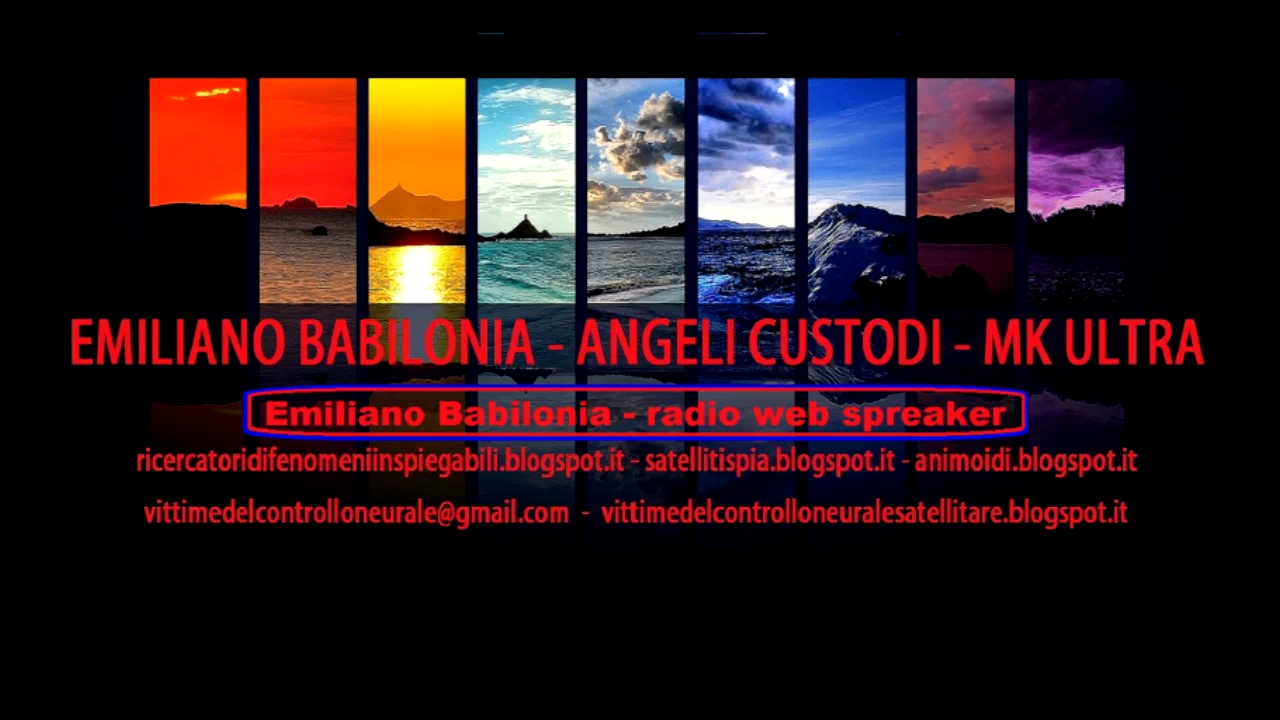 EMILIANO BABILONIA - ANGELI CUSTODI - MK ULTRA
Emiliano Babilonia - radio web spreaker
ricercatoridifenomeniinspiegabili.blogspot.it - satellitispia.blogspot.it - animoidi.blogspot.it
vittimedelcontrolloneurale@gmail.com - vittimedelcontrolloneuralesatellitare.blogspot.it